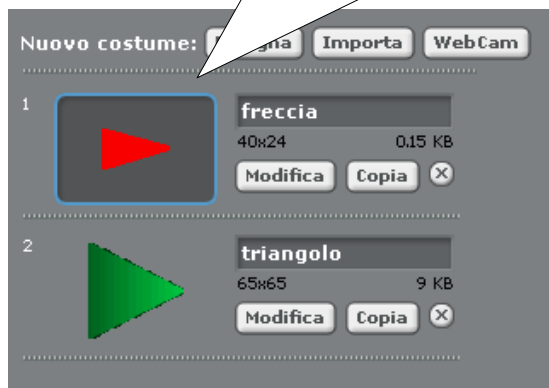 Nuovo costume: Importa WebCam
1
freccia
40x24 0.15 KB
Modifica Copia
2
triangolo
65x65 9 KB
Modifica Copia